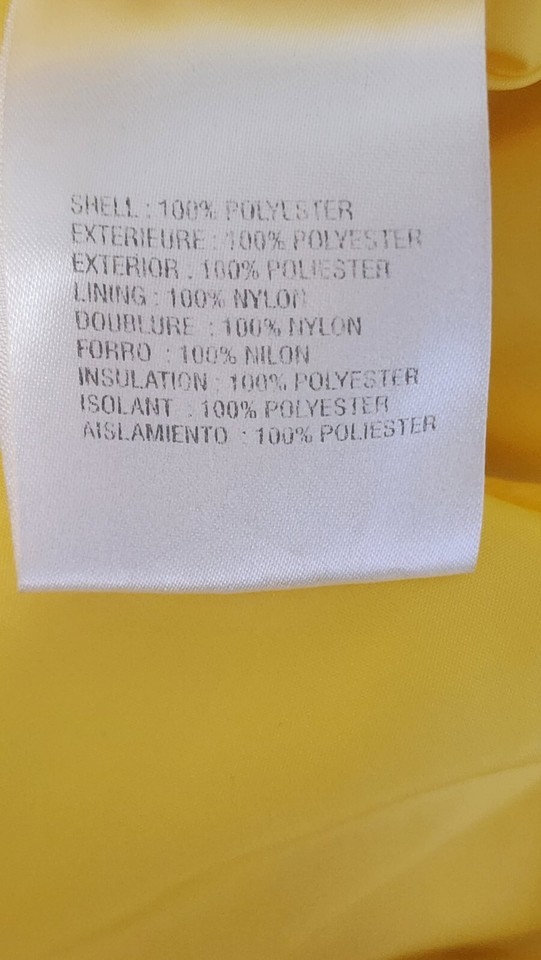 SHELL : 100% POLYESTER
EXTERIEURE : 100% POLYESTER
EXTERIOR : 100% POLIESTER
LINING : 100% NYLON
DOUBLURE : 100% NYLON
FORRO : 100% NILON
INSULATION : 100% POLYESTER
ISOLANT : 100% POLYESTER
AISLAMIENTO : 100% POLIESTER